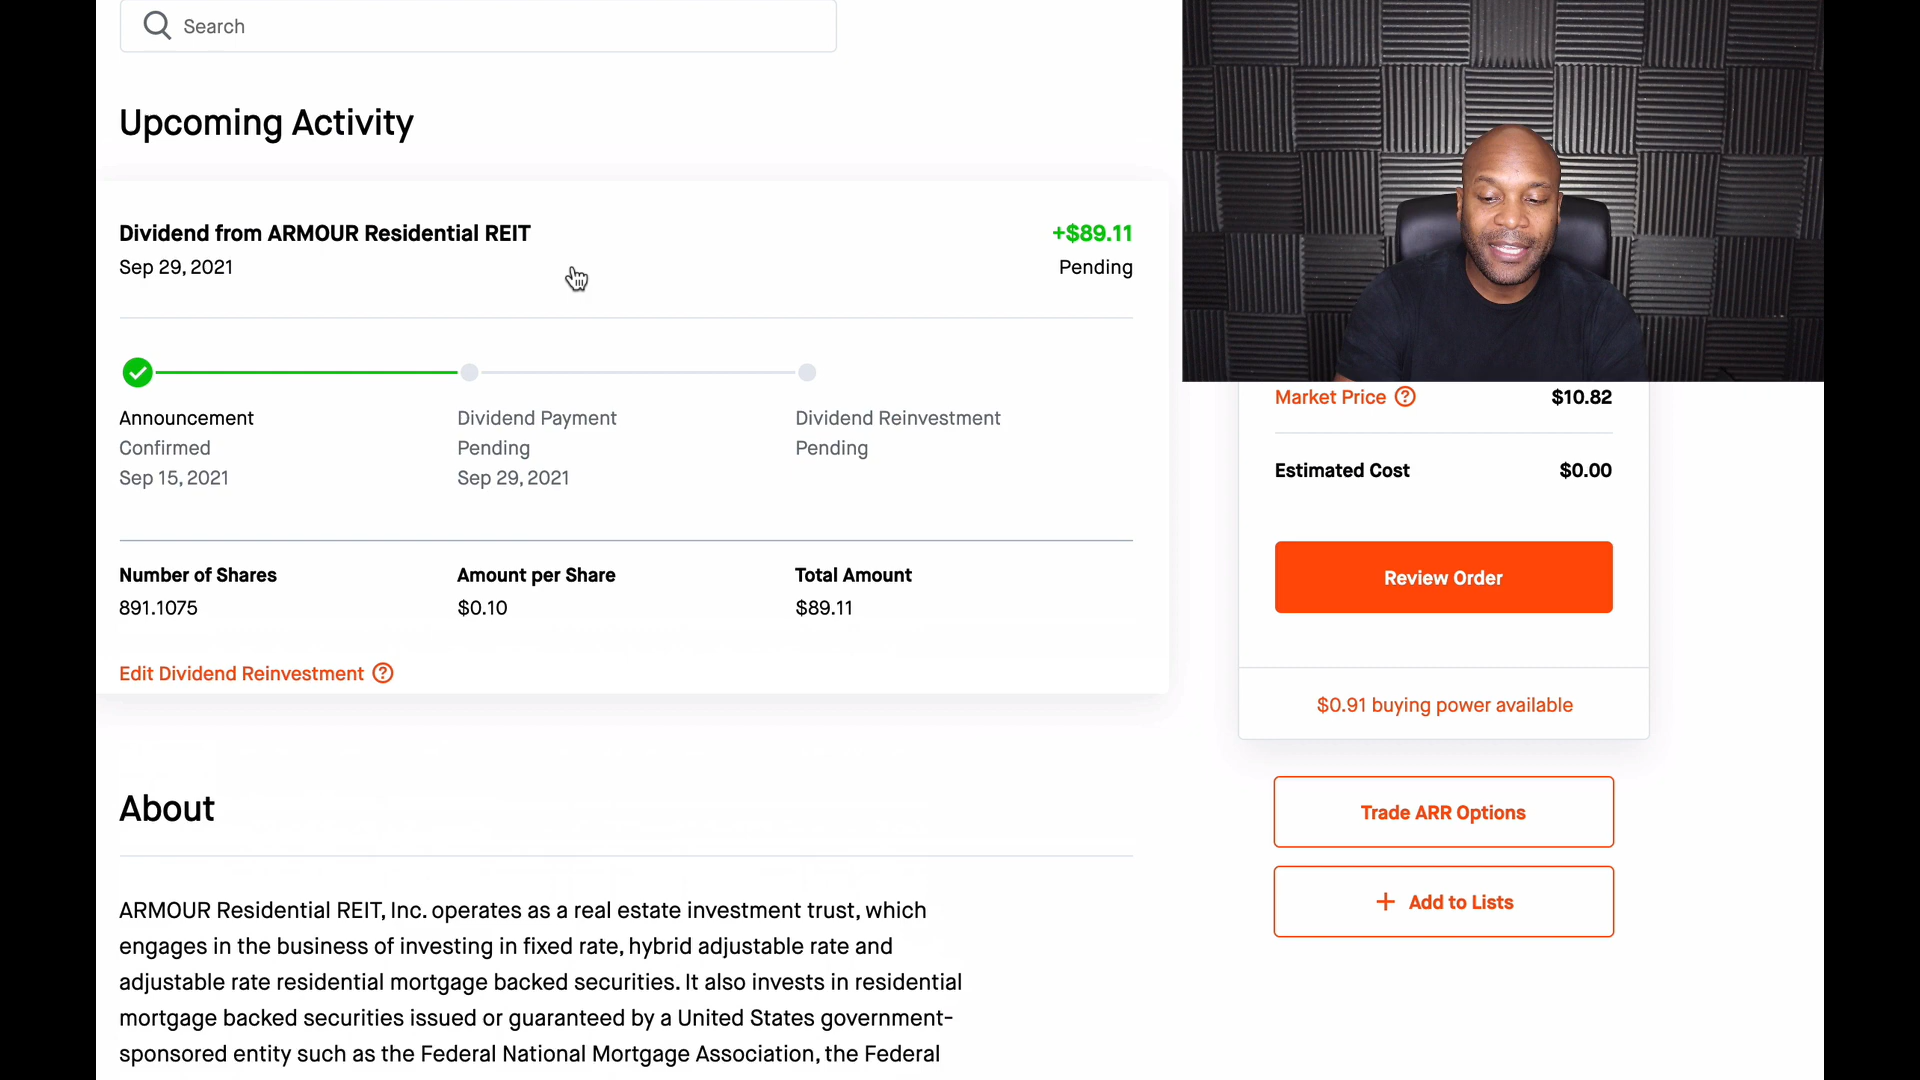 Search
Upcoming Activity
Dividend from ARMOUR Residential REIT
+$89.11
Sep 29, 2021
Pending
Announcement
Confirmed
Sep 15, 2021
Dividend Payment
Pending
Sep 29, 2021
Dividend Reinvestment
Pending
Number of Shares
891.1075
Amount per Share
$0.10
Total Amount
$89.11
Edit Dividend Reinvestment ?
About
ARMOUR Residential REIT, Inc. operates as a real estate investment trust, which
engages in the business of investing in fixed rate, hybrid adjustable rate and
adjustable rate residential mortgage backed securities. It also invests in residential
mortgage backed securities issued or guaranteed by a United States government-
sponsored entity such as the Federal National Mortgage Association, the Federal
Market Price ? $10.82
Estimated Cost $0.00
Review Order
$0.91 buying power available
Trade ARR Options
+ Add to Lists